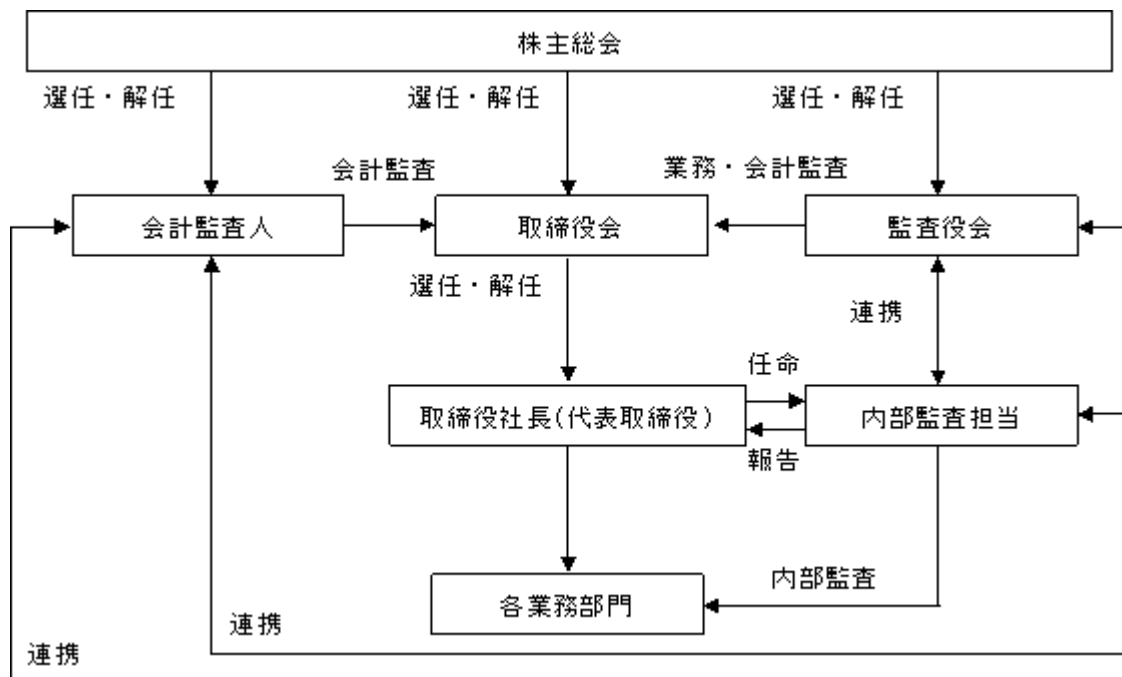 株主総会
選任・解任
選任・解任
選任・解任
会計監査
業務・会計監査
会計監査人
取締役会
監査役会
選任・解任
連携
任命
取締役社長(代表取締役)
内部監査担当
報告
内部監査
各業務部門
連携
連携